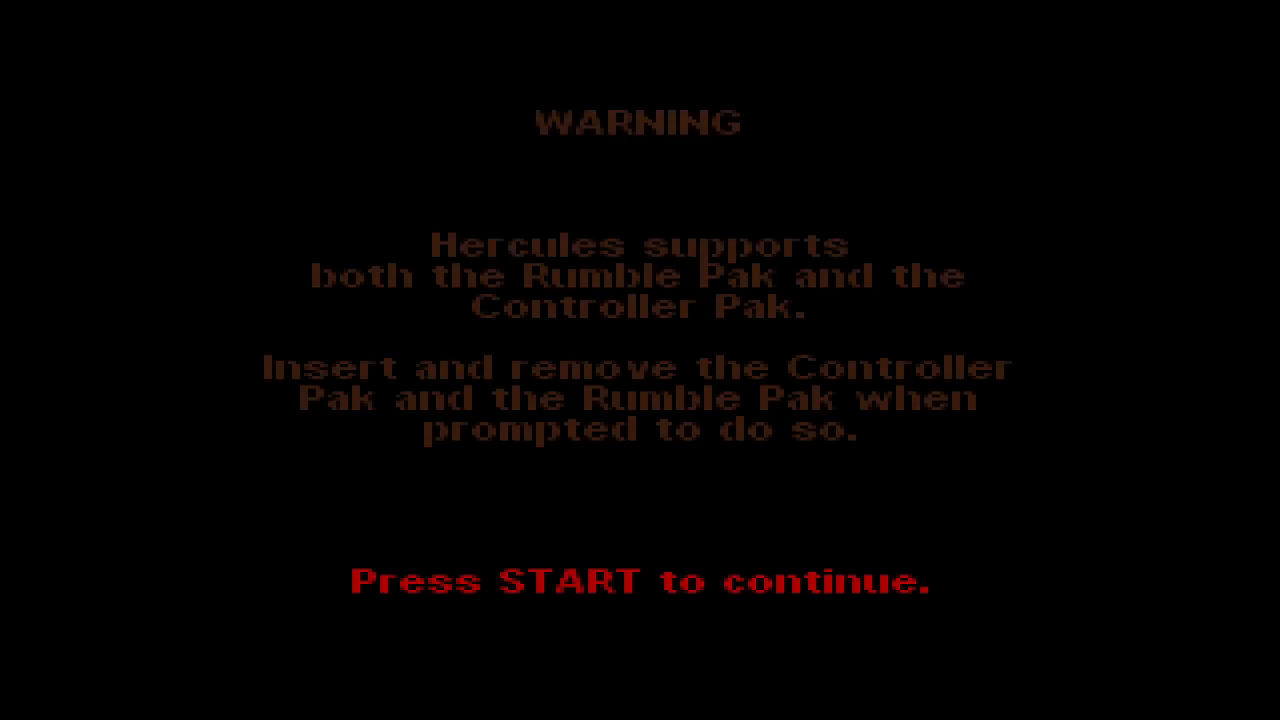 WARNING
Hercules supports
both the Rumble Pak and the
Controller Pak.
Insert and remove the Controller
Pak and the Rumble Pak when
prompted to do so.
Press START to continue.